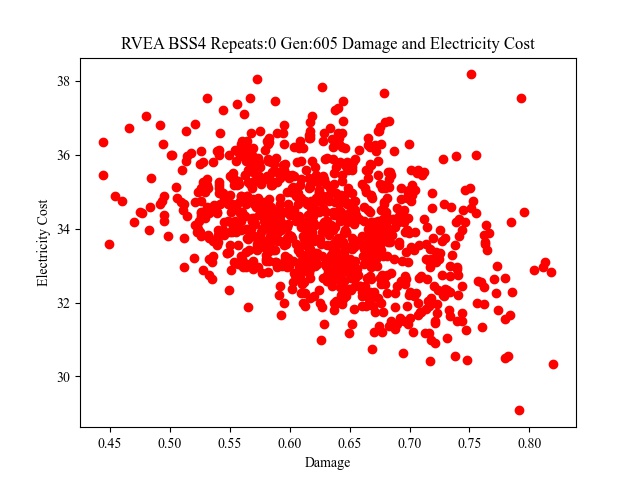 RVEA BSS4 Repeats:0 Gen:605 Damage and Electricity Cost
38
36
34
32
30
Electricity Cost
0.45 0.50 0.55 0.60 0.65 0.70 0.75 0.80
Damage